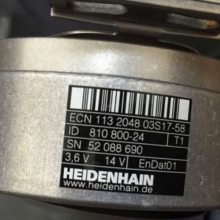 ECN 113 2048 03S17-58
ID 810 800-24 T1
SN 52 088 690
3,6 V ... 14 V EnDat01
HEIDENHAIN
www.heidenhain.de